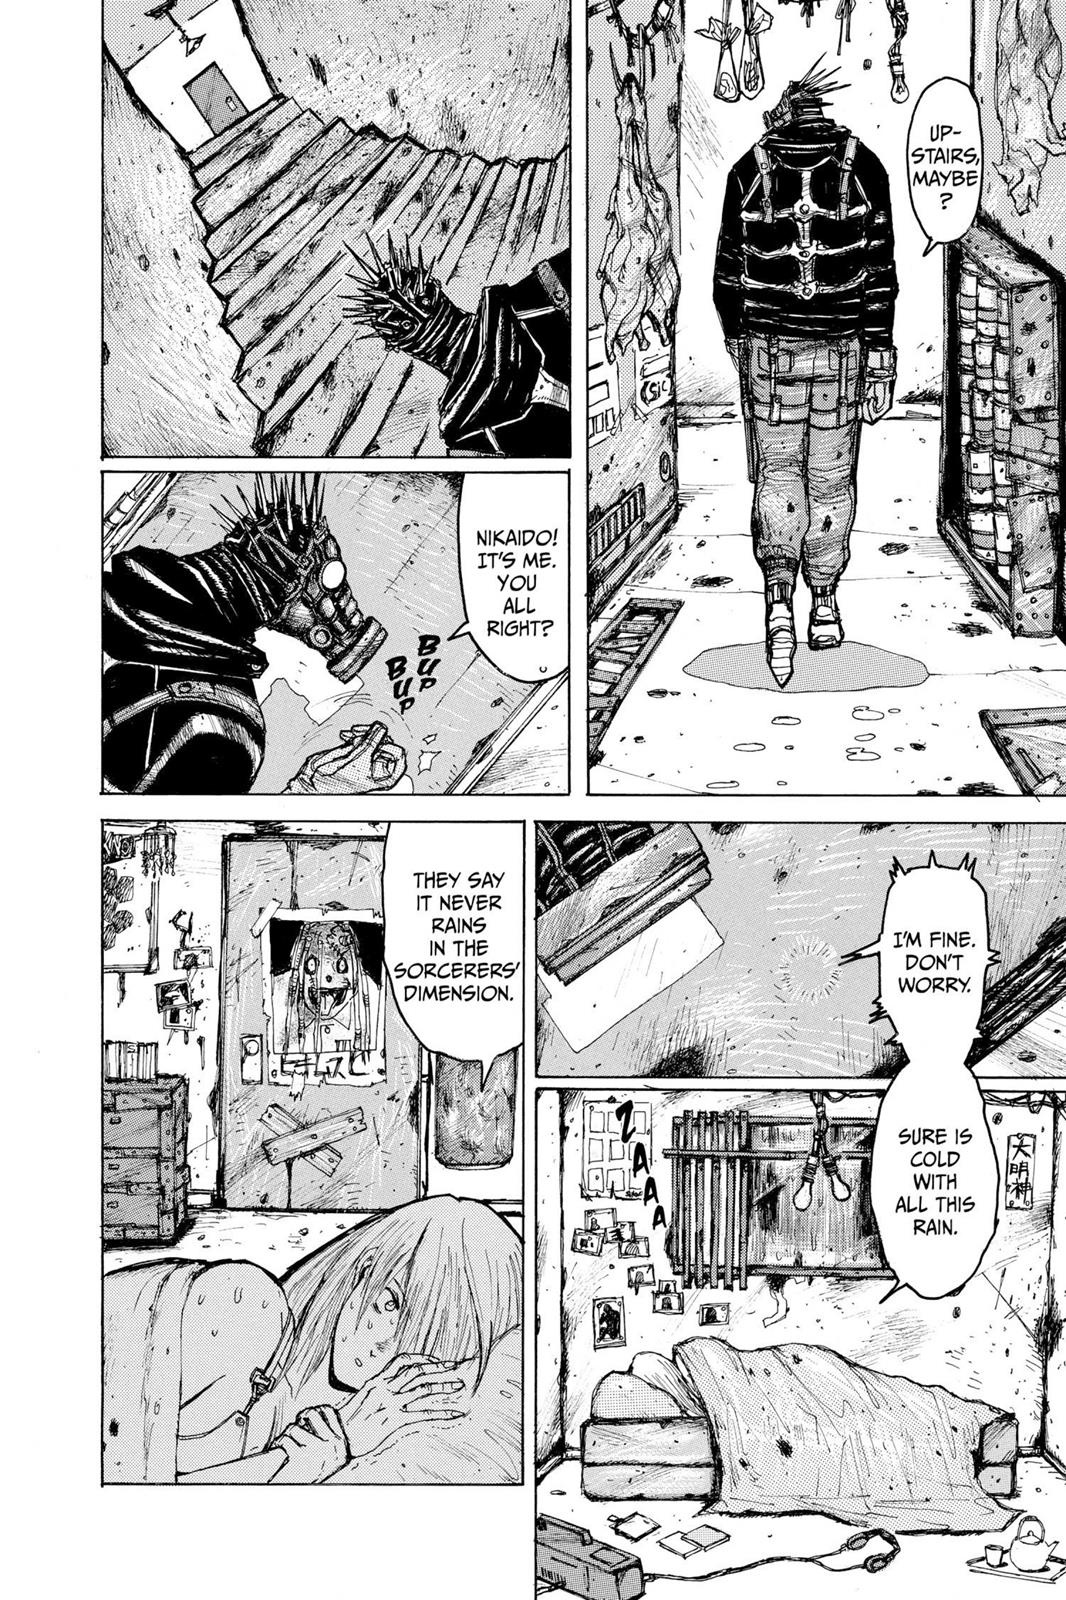 UP-
STAIRS,
MAYBE
?
SIC
NIKAIDO!
IT'S ME.
YOU
ALL
RIGHT?
BUP
BUP
I'M FINE.
DON'T
WORRY.
SURE IS
COLD
WITH
ALL THIS
RAIN.
ZAAA
大明神
THEY SAY
IT NEVER
RAINS
IN THE
SORCERERS'
DIMENSION.